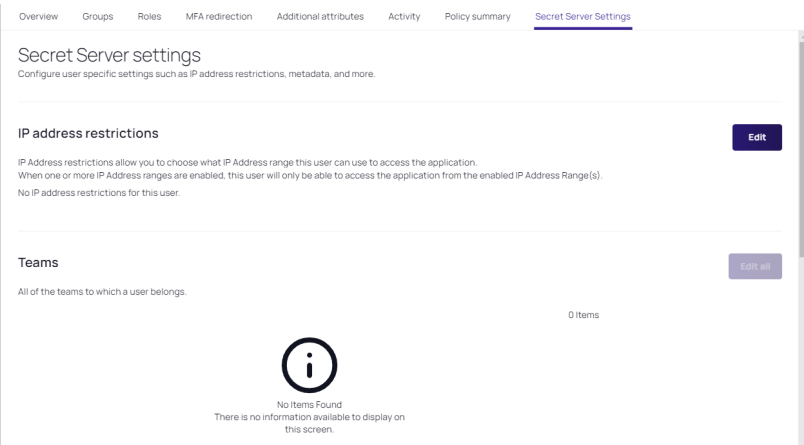 Overview Groups Roles MFA redirection Additional attributes Activity Policy summary Secret Server Settings
Secret Server settings
Configure user specific settings such as IP address restrictions, metadata, and more.
IP address restrictions
Edit
IP Address restrictions allow you to choose what IP Address range this user can use to access the application.
When one or more IP Address ranges are enabled, this user will only be able to access the application from the enabled IP Address Range(s).
No IP address restrictions for this user.
Teams
Edit all
All of the teams to which a user belongs.
0 Items
No Items Found
There is no information available to display on
this screen.